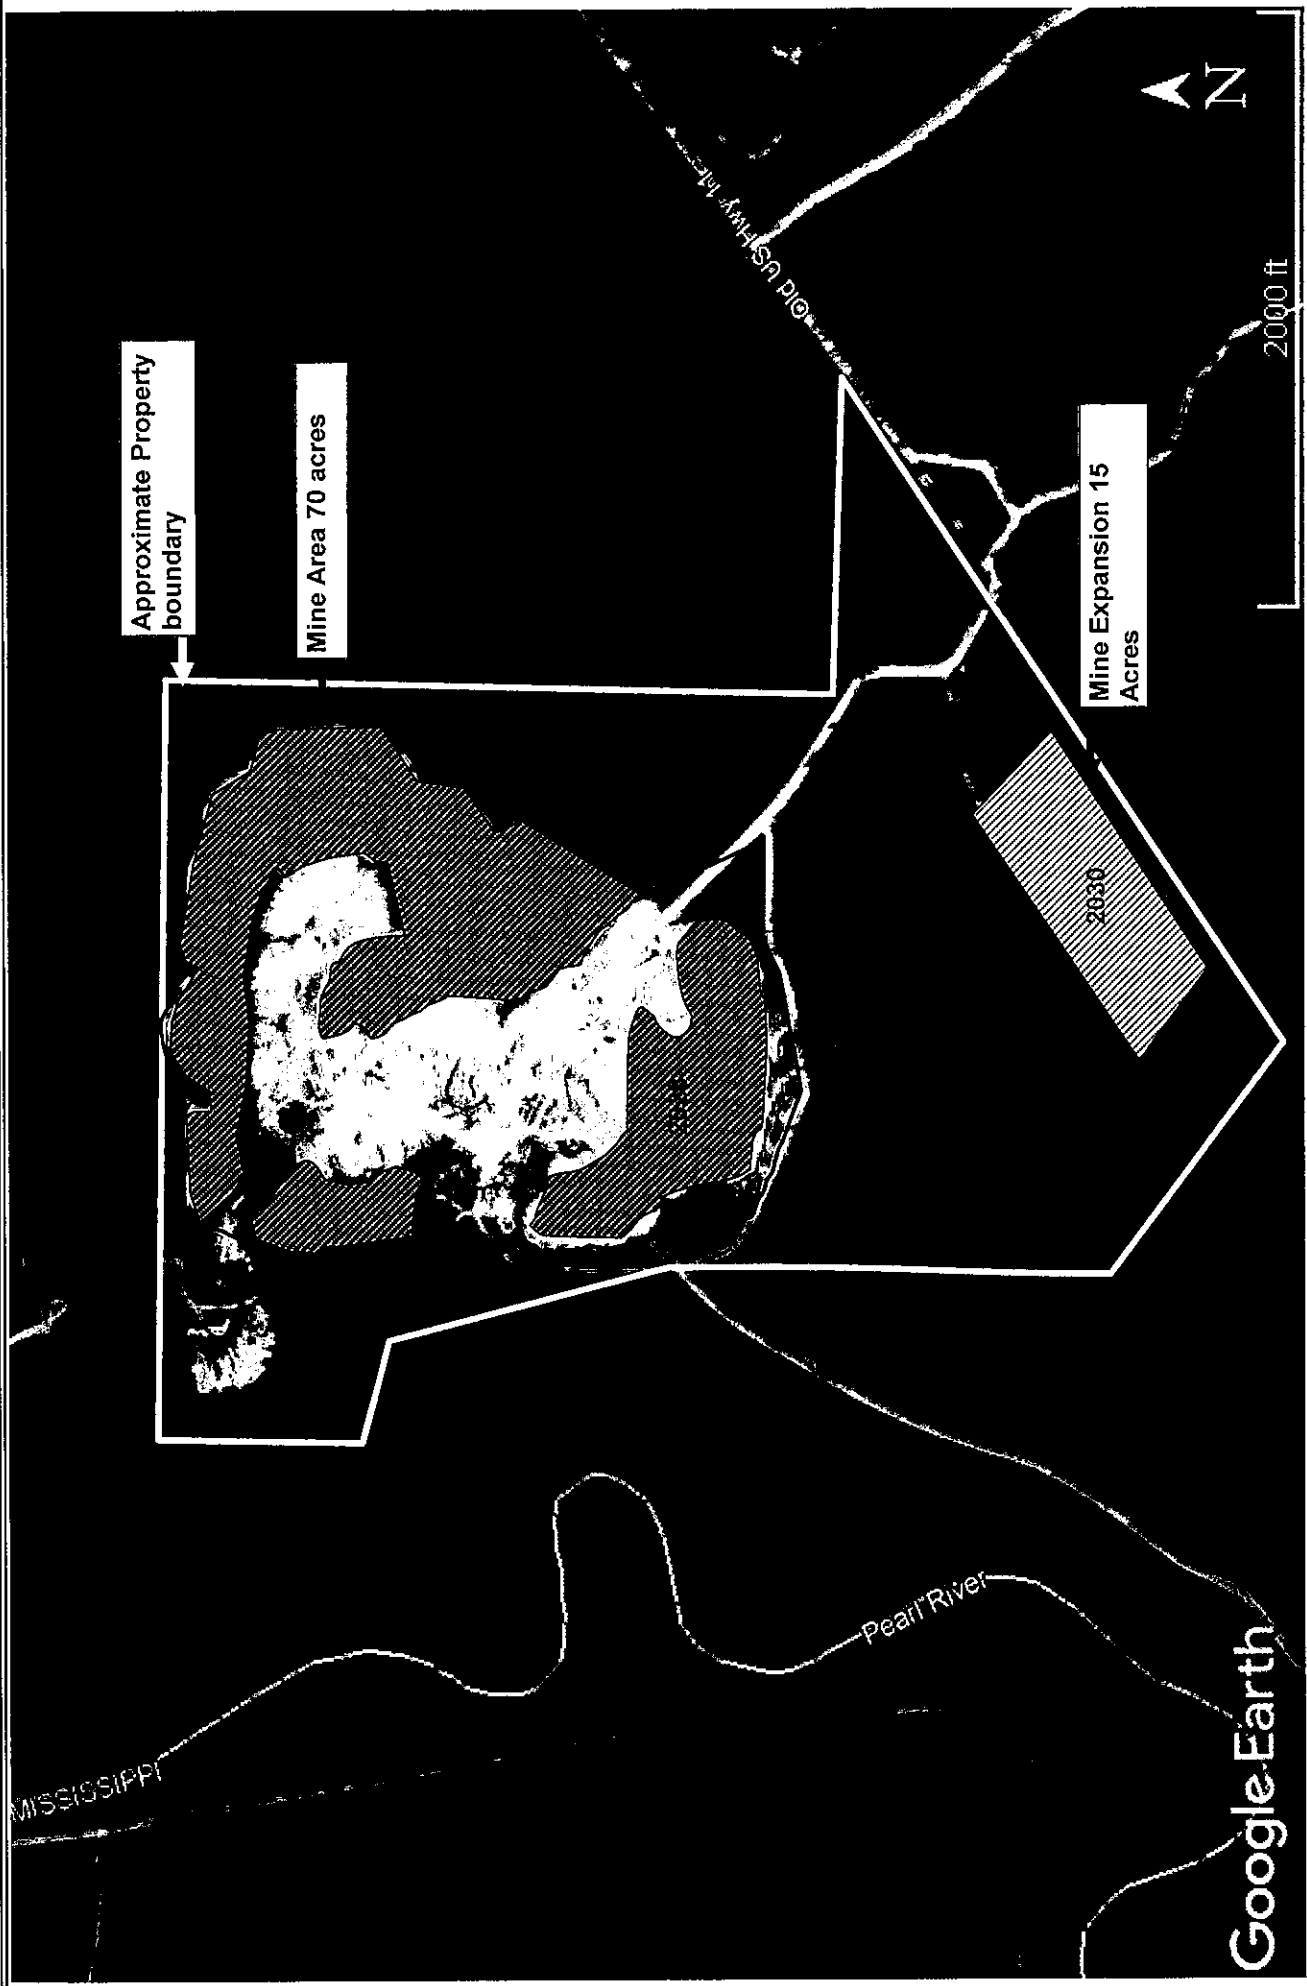 Approximate Property
boundary
Mine Area 70 acres
MISSISSIPPI
Old US Hwy
Pearl River
2030
Mine Expansion 15
Acres
N
2000 ft
Google Earth